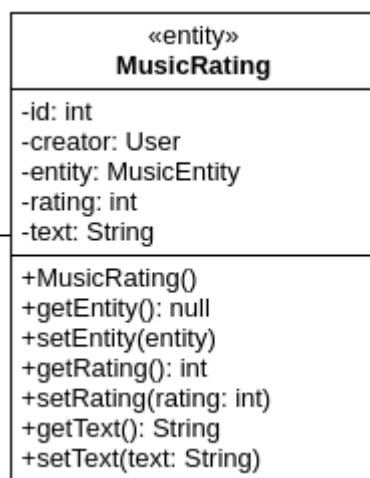 «entity»
MusicRating
-id: int
-creator: User
-entity: MusicEntity
-rating: int
-text: String
+MusicRating()
+getEntity(): null
+setEntity(entity)
+getRating(): int
+setRating(rating: int)
+getText(): String
+setText(text: String)